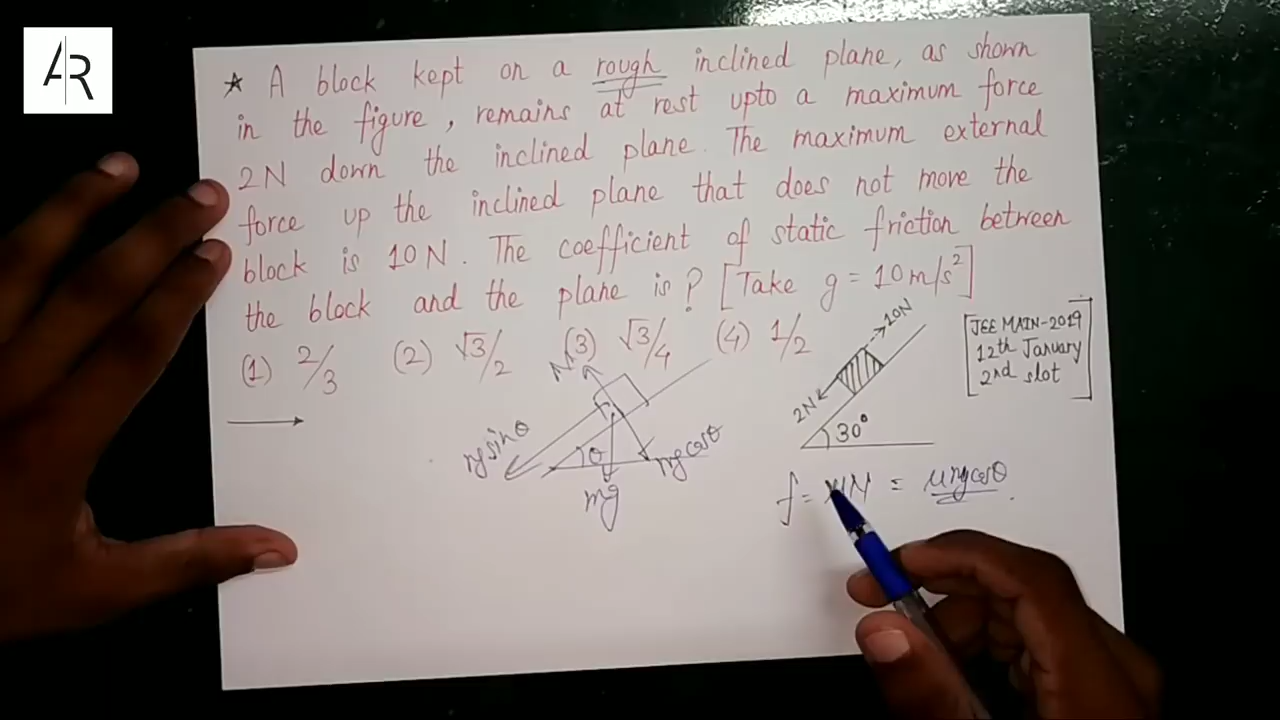 AR
★ A block kept on a rough inclined plane, as shown
in the figure, remains at rest upto a maximum force
2N down the inclined plane. The maximum external
force up the inclined plane that does not move the
block is 10N. The coefficient of static friction between
the block and the plane is? [Take g = 10 m/s²]
(1) 2/3 (2) √3/2 (3) √3/4 (4) 1/2
[JEE MAIN-2019
12th January
2nd slot]
10N
2N
30°
N
mg sinθ
θ
mg cosθ
mg
f = μN = μmg cosθ